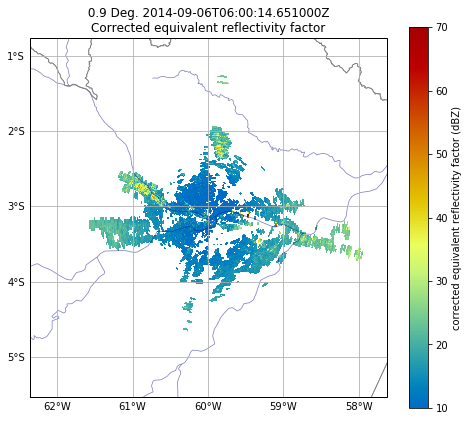 0.9 Deg. 2014-09-06T06:00:14.651000Z
Corrected equivalent reflectivity factor
1°S
2°S
3°S
4°S
5°S
62°W
61°W
60°W
59°W
58°W
70
60
50
40
30
20
10
corrected equivalent reflectivity factor (dBZ)